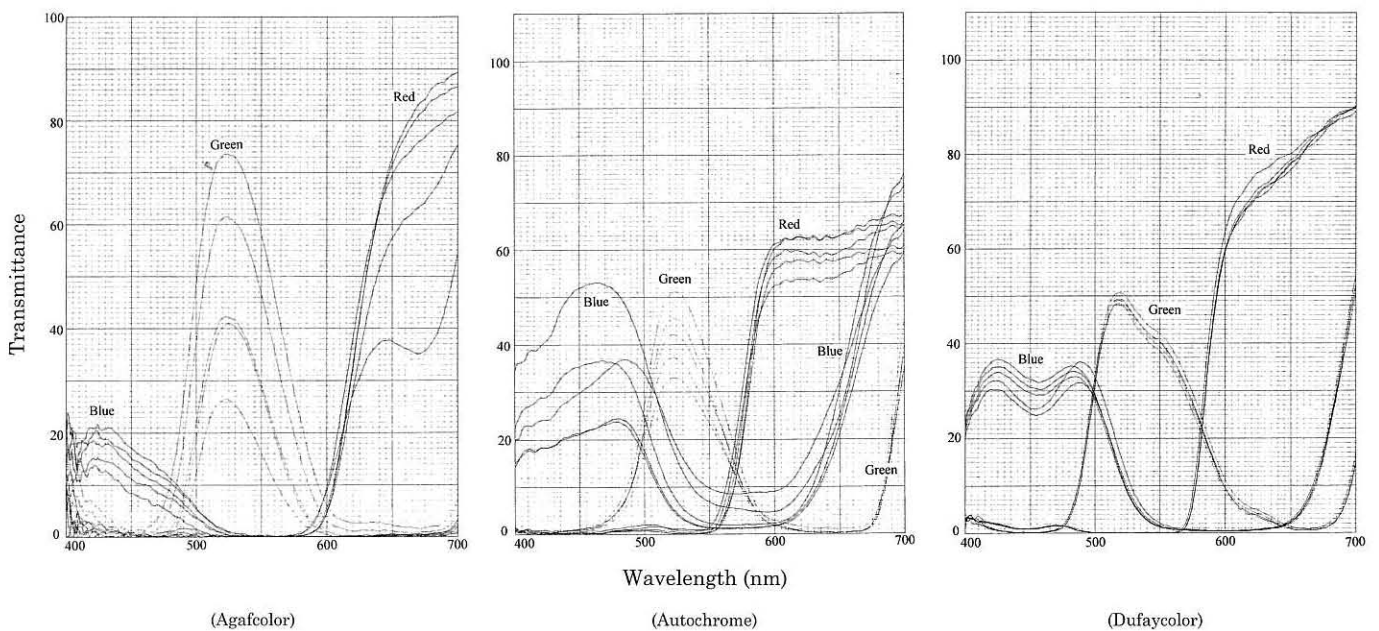 Transmittance
100
80
60
40
20
0
400
500
600
700
Blue
Green
Red
100
80
60
40
20
0
400
500
600
700
Blue
Green
Red
Blue
Green
100
80
60
40
20
0
400
500
600
700
Blue
Green
Red
Wavelength (nm)
(Agafcolor)
(Autochrome)
(Dufaycolor)